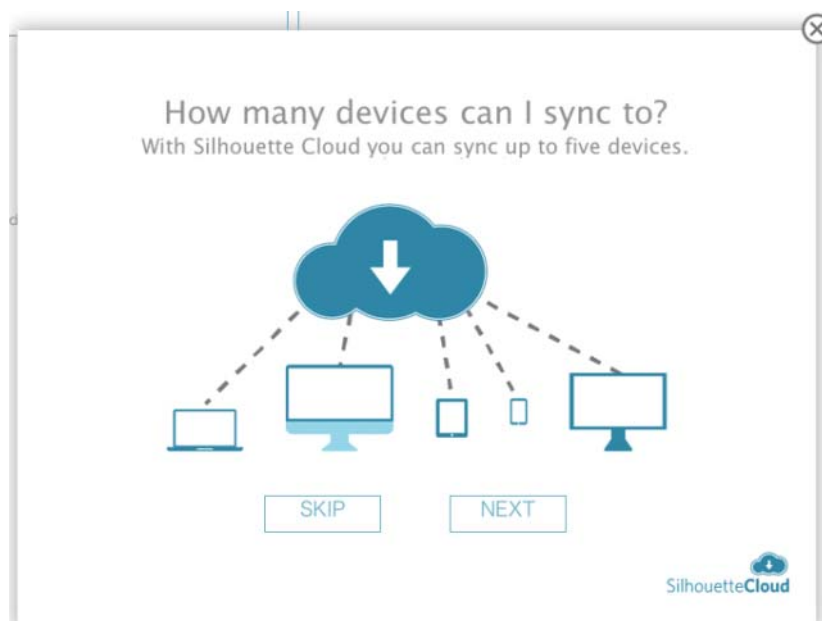 How many devices can I sync to?
With Silhouette Cloud you can sync up to five devices.
d
SKIP
NEXT
SilhouetteCloud